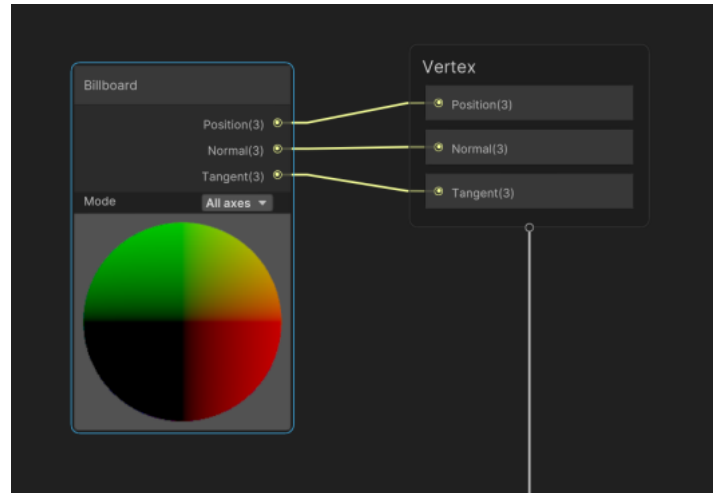 Billboard
Position(3)
Normal(3)
Tangent(3)
Mode
All axes
Vertex
Position(3)
Normal(3)
Tangent(3)